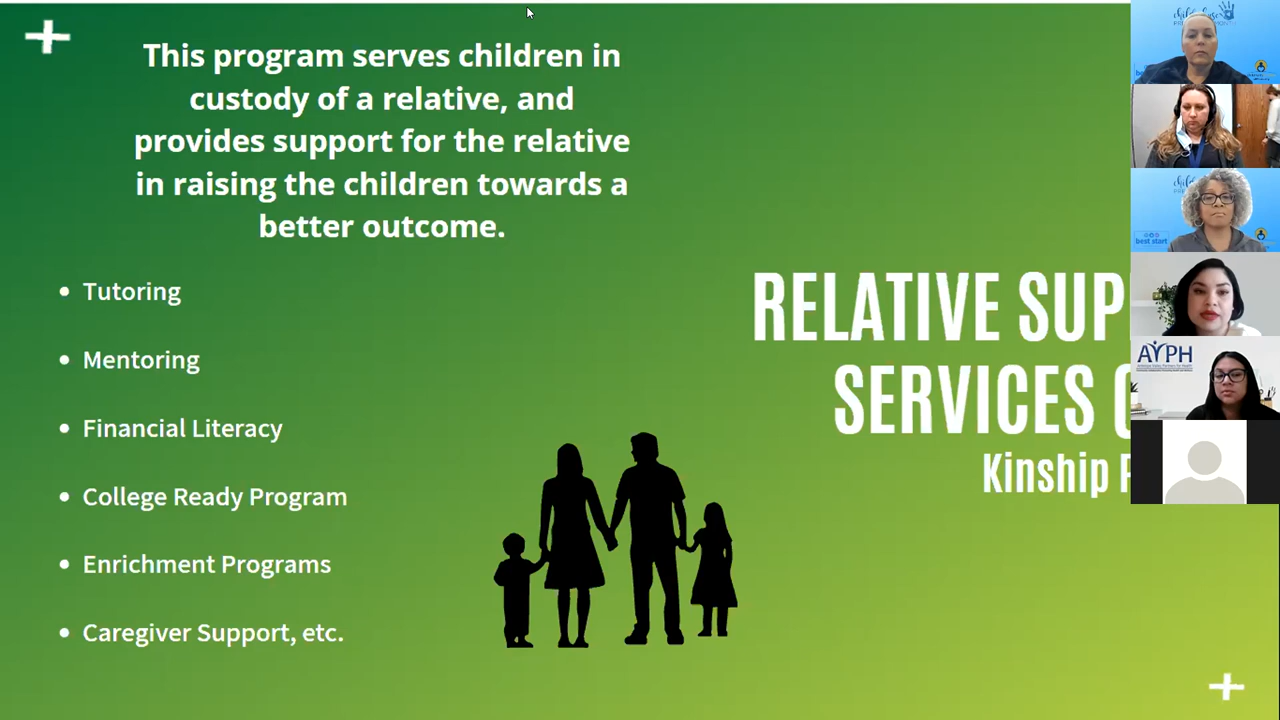 This program serves children in
custody of a relative, and
provides support for the relative
in raising the children towards a
better outcome.
• Tutoring
• Mentoring
• Financial Literacy
• College Ready Program
• Enrichment Programs
• Caregiver Support, etc.
RELATIVE SUP
SERVICES
Kinship
best start
AYPH